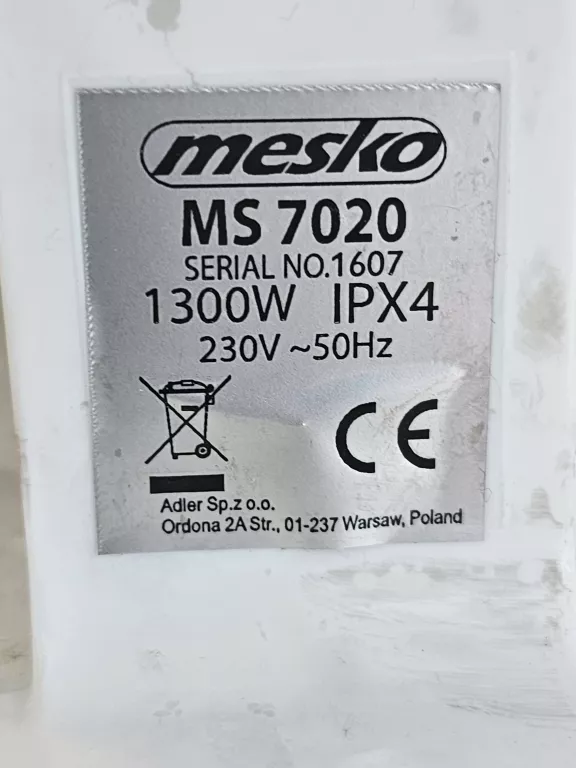 mesko
MS 7020
SERIAL NO.1607
1300W IPX4
230V ~50Hz
CE
Adler Sp.z o.o.
Ordona 2A Str., 01-237 Warsaw, Poland